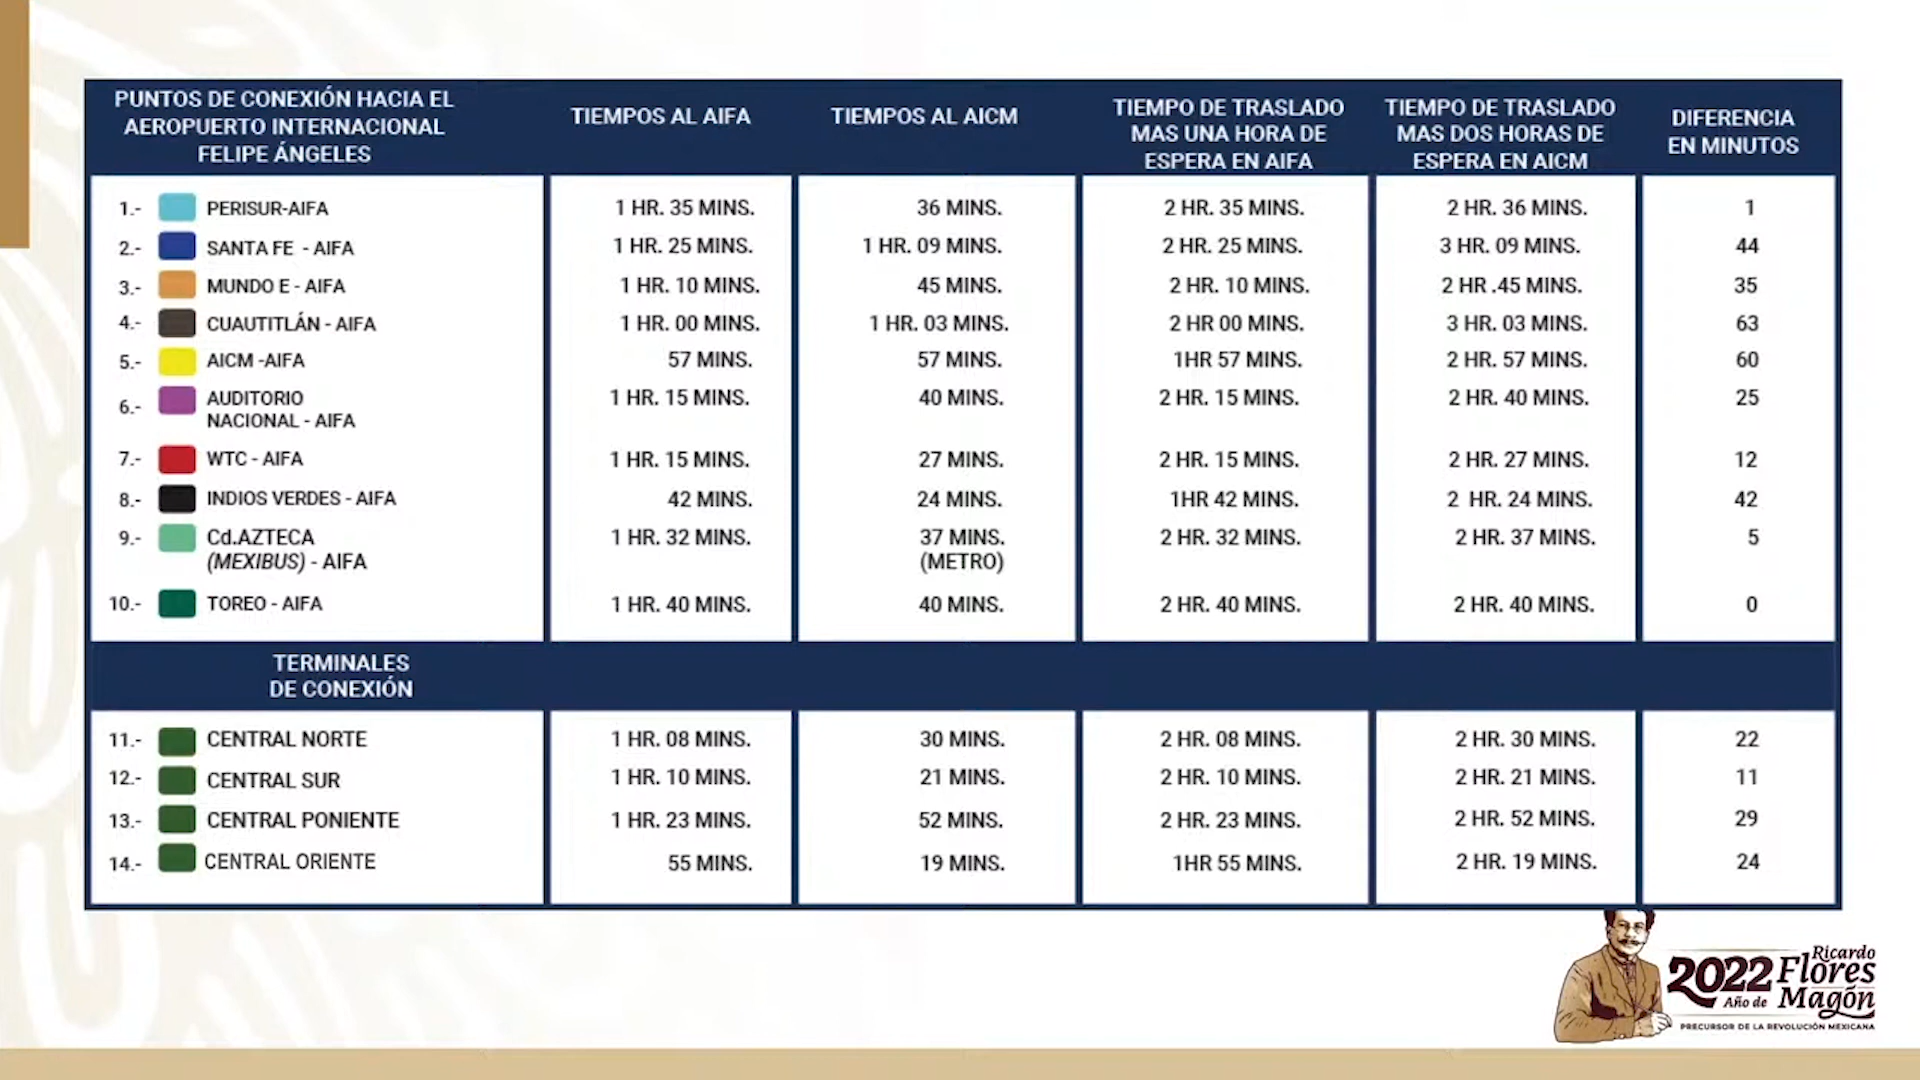 PUNTOS DE CONEXIÓN HACIA EL
AEROPUERTO INTERNACIONAL
FELIPE ÁNGELES
TIEMPOS AL AIFA
TIEMPOS AL AICM
TIEMPO DE TRASLADO
MAS UNA HORA DE
ESPERA EN AIFA
TIEMPO DE TRASLADO
MAS DOS HORAS DE
ESPERA EN AICM
DIFERENCIA
EN MINUTOS
1.- PERISUR-AIFA 1 HR. 35 MINS. 36 MINS. 2 HR. 35 MINS. 2 HR. 36 MINS. 1
2.- SANTA FE - AIFA 1 HR. 25 MINS. 1 HR. 09 MINS. 2 HR. 25 MINS. 3 HR. 09 MINS. 44
3.- MUNDO E - AIFA 1 HR. 10 MINS. 45 MINS. 2 HR. 10 MINS. 2 HR .45 MINS. 35
4.- CUAUTITLÁN - AIFA 1 HR. 00 MINS. 1 HR. 03 MINS. 2 HR 00 MINS. 3 HR. 03 MINS. 63
5.- AICM -AIFA 57 MINS. 57 MINS. 1HR 57 MINS. 2 HR. 57 MINS. 60
6.- AUDITORIO 1 HR. 15 MINS. 40 MINS. 2 HR. 15 MINS. 2 HR. 40 MINS. 25
NACIONAL - AIFA
7.- WTC - AIFA 1 HR. 15 MINS. 27 MINS. 2 HR. 15 MINS. 2 HR. 27 MINS. 12
8.- INDIOS VERDES - AIFA 42 MINS. 24 MINS. 1HR 42 MINS. 2 HR. 24 MINS. 42
9.- Cd.AZTECA 1 HR. 32 MINS. 37 MINS. 2 HR. 32 MINS. 2 HR. 37 MINS. 5
(MEXIBUS) - AIFA (METRO)
10.- TOREO - AIFA 1 HR. 40 MINS. 40 MINS. 2 HR. 40 MINS. 2 HR. 40 MINS. 0
TERMINALES
DE CONEXIÓN
11.- CENTRAL NORTE 1 HR. 08 MINS. 30 MINS. 2 HR. 08 MINS. 2 HR. 30 MINS. 22
12.- CENTRAL SUR 1 HR. 10 MINS. 21 MINS. 2 HR. 10 MINS. 2 HR. 21 MINS. 11
13.- CENTRAL PONIENTE 1 HR. 23 MINS. 52 MINS. 2 HR. 23 MINS. 2 HR. 52 MINS. 29
14.- CENTRAL ORIENTE 55 MINS. 19 MINS. 1HR 55 MINS. 2 HR. 19 MINS. 24
2022 Ricardo
Flores
Año de Magón
PRECURSOR DE LA REVOLUCIÓN MEXICANA